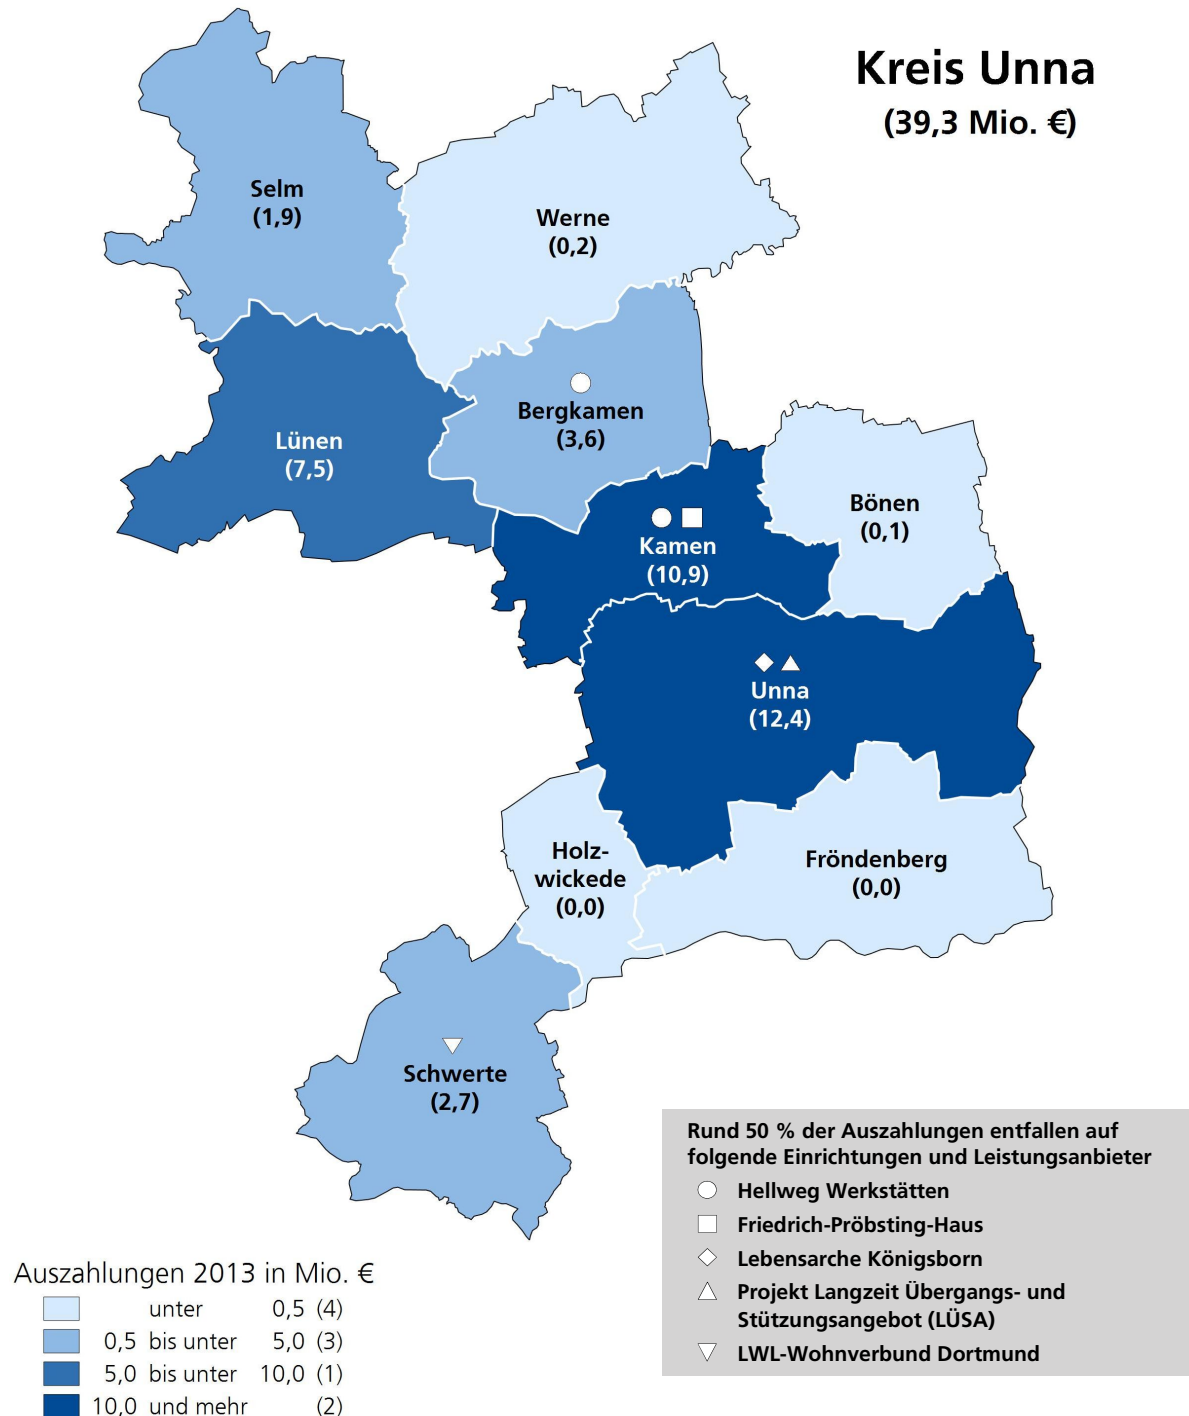 Kreis Unna
(39,3 Mio. €)
Selm
(1,9)
Werne
(0,2)
Bergkamen
(3,6)
Lünen
(7,5)
Bönen
(0,1)
Kamen
(10,9)
Unna
(12,4)
Holz-
wickede
(0,0)
Fröndenberg
(0,0)
Schwerte
(2,7)
Rund 50 % der Auszahlungen entfallen auf
folgende Einrichtungen und Leistungsanbieter
Hellweg Werkstätten
Friedrich-Pröbsting-Haus
Lebensarche Königsborn
Projekt Langzeit Übergangs- und
Stützungsangebot (LÜSA)
LWL-Wohnverbund Dortmund
Auszahlungen 2013 in Mio. €
unter 0,5 (4)
0,5 bis unter 5,0 (3)
5,0 bis unter 10,0 (1)
10,0 und mehr (2)